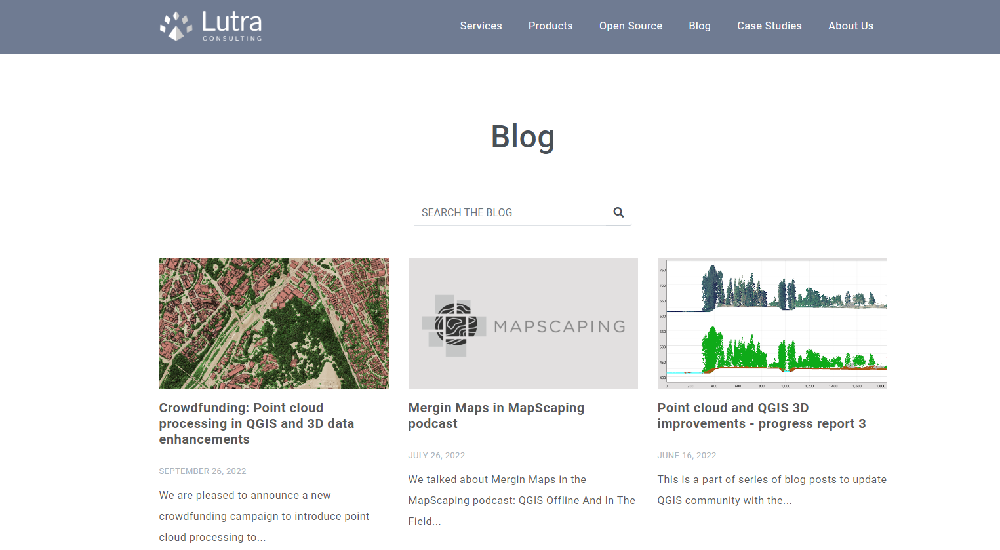 Lutra
CONSULTING
Services
Products
Open Source
Blog
Case Studies
About Us
Blog
SEARCH THE BLOG
MAPSCAPING
750
700
650
600
550
500
450
400
0
200
400
600
800
1,000
1,200
1,400
1,600
1,800
Crowdfunding: Point cloud
processing in QGIS and 3D data
enhancements
SEPTEMBER 26, 2022
We are pleased to announce a new
crowdfunding campaign to introduce point
cloud processing to...
Mergin Maps in MapScaping
podcast
JULY 26, 2022
We talked about Mergin Maps in the
MapScaping podcast: QGIS Offline And In The
Field...
Point cloud and QGIS 3D
improvements - progress report 3
JUNE 16, 2022
This is a part of series of blog posts to update
QGIS community with the...